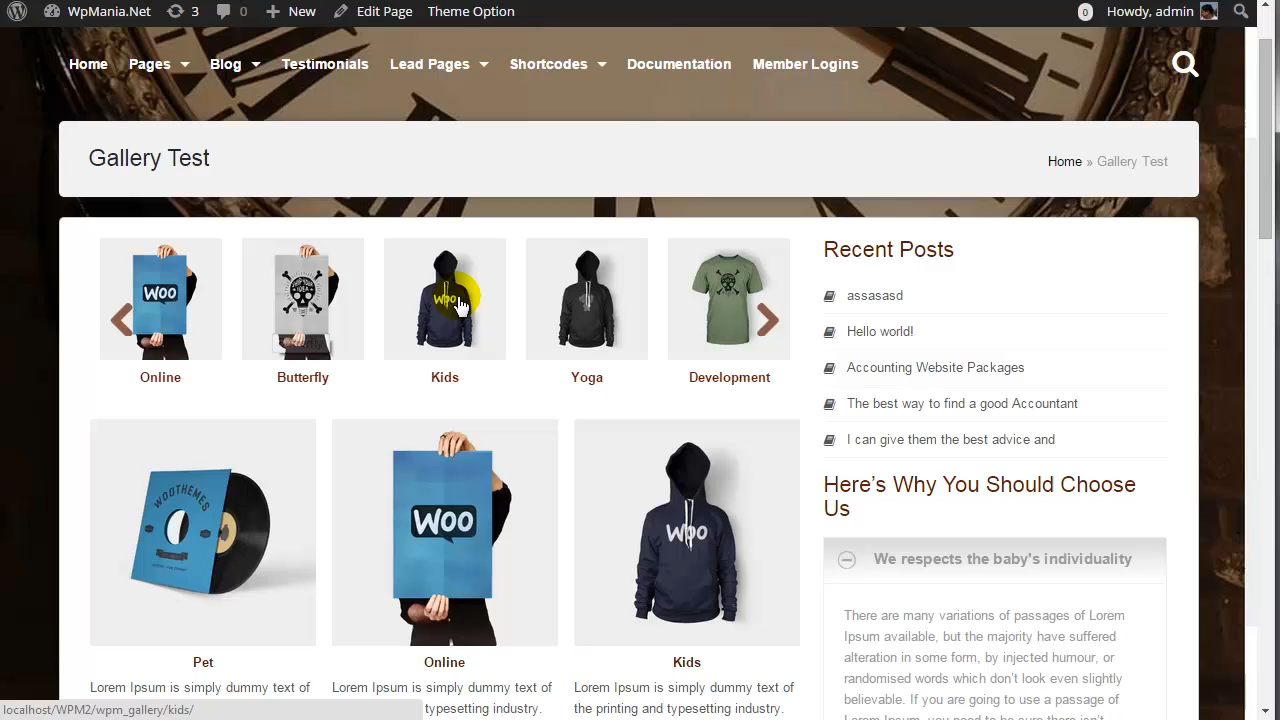 WpMania.Net 3 0 New Edit Page Theme Option 0 Howdy, admin
Home Pages Blog Testimonials Lead Pages Shortcodes Documentation Member Logins
Gallery Test
Home » Gallery Test
WOO
Woo
Online Butterfly Kids Yoga Development
WOOTHEMES
WOO
Woo
Pet Online Kids
Lorem Ipsum is simply dummy text of
Lorem Ipsum is simply dummy text of
typesetting industry.
Lorem Ipsum is simply dummy text of
the printing and typesetting industry.
Recent Posts
assasasd
Hello world!
Accounting Website Packages
The best way to find a good Accountant
I can give them the best advice and
Here's Why You Should Choose
Us
We respects the baby's individuality
There are many variations of passages of Lorem
Ipsum available, but the majority have suffered
alteration in some form, by injected humour, or
randomised words which don't look even slightly
believable. If you are going to use a passage of
localhost/WPM2/wpm_gallery/kids/